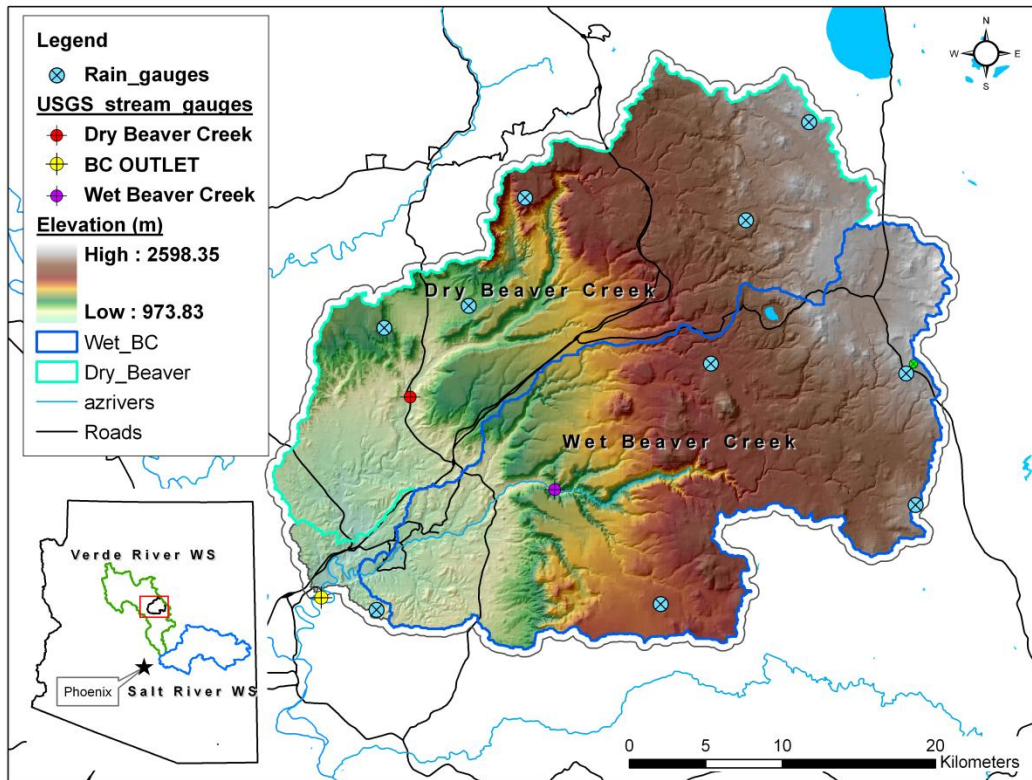 Legend
Rain_gauges
USGS_stream_gauges
Dry Beaver Creek
BC OUTLET
Wet Beaver Creek
Elevation (m)
High : 2598.35
Low : 973.83
Wet_BC
Dry_Beaver
azrivers
Roads
N
W
E
S
Dry Beaver Creek
Wet Beaver Creek
Verde River WS
Phoenix
Salt River WS
0 5 10 20
Kilometers